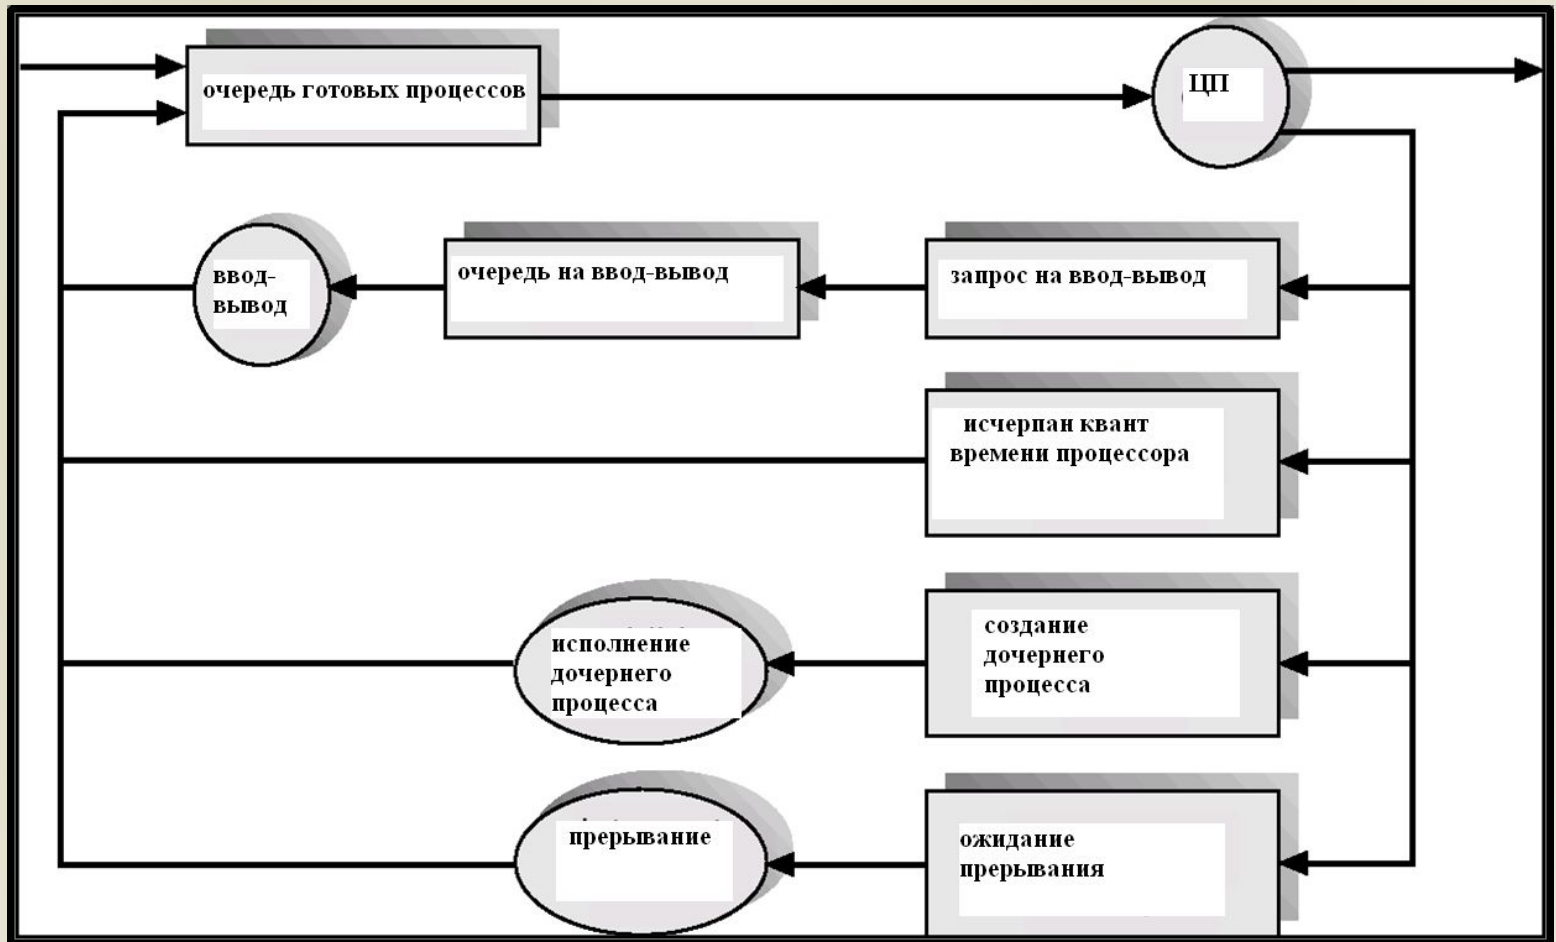 очередь готовых процессов
ЦП
ввод-
вывод
очередь на ввод-вывод
запрос на ввод-вывод
исчерпан квант
времени процессора
исполнение
дочернего
процесса
создание
дочернего
процесса
прерывание
ожидание
прерывания